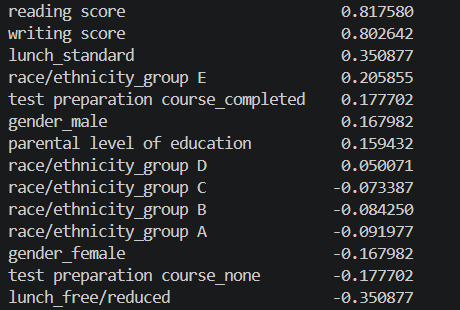 reading score 0.817580
writing score 0.802642
lunch_standard 0.350877
race/ethnicity_group E 0.205855
test preparation course_completed 0.177702
gender_male 0.167982
parental level of education 0.159432
race/ethnicity_group D 0.050071
race/ethnicity_group C -0.073387
race/ethnicity_group B -0.084250
race/ethnicity_group A -0.091977
gender_female -0.167982
test preparation course_none -0.177702
lunch_free/reduced -0.350877